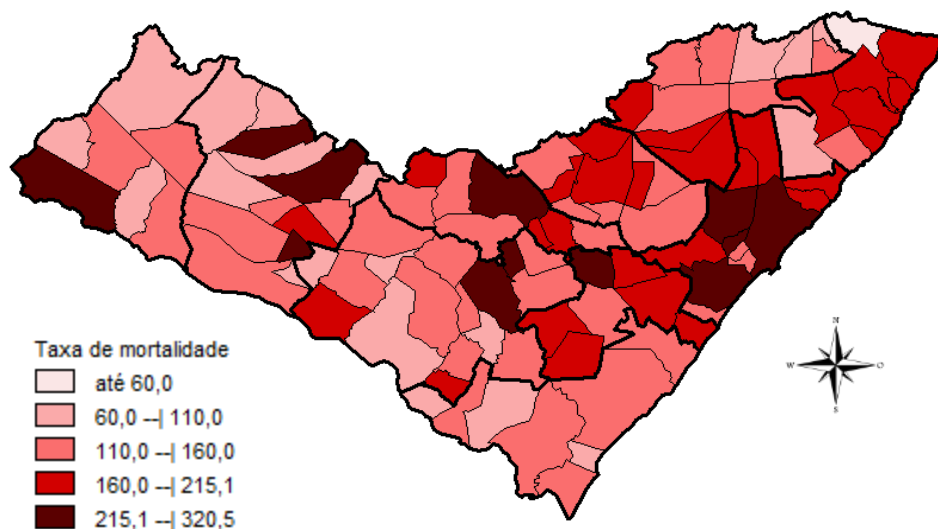 N
W
O
S
Taxa de mortalidade
até 60,0
60,0 --| 110,0
110,0 --| 160,0
160,0 --| 215,1
215,1 --| 320,5